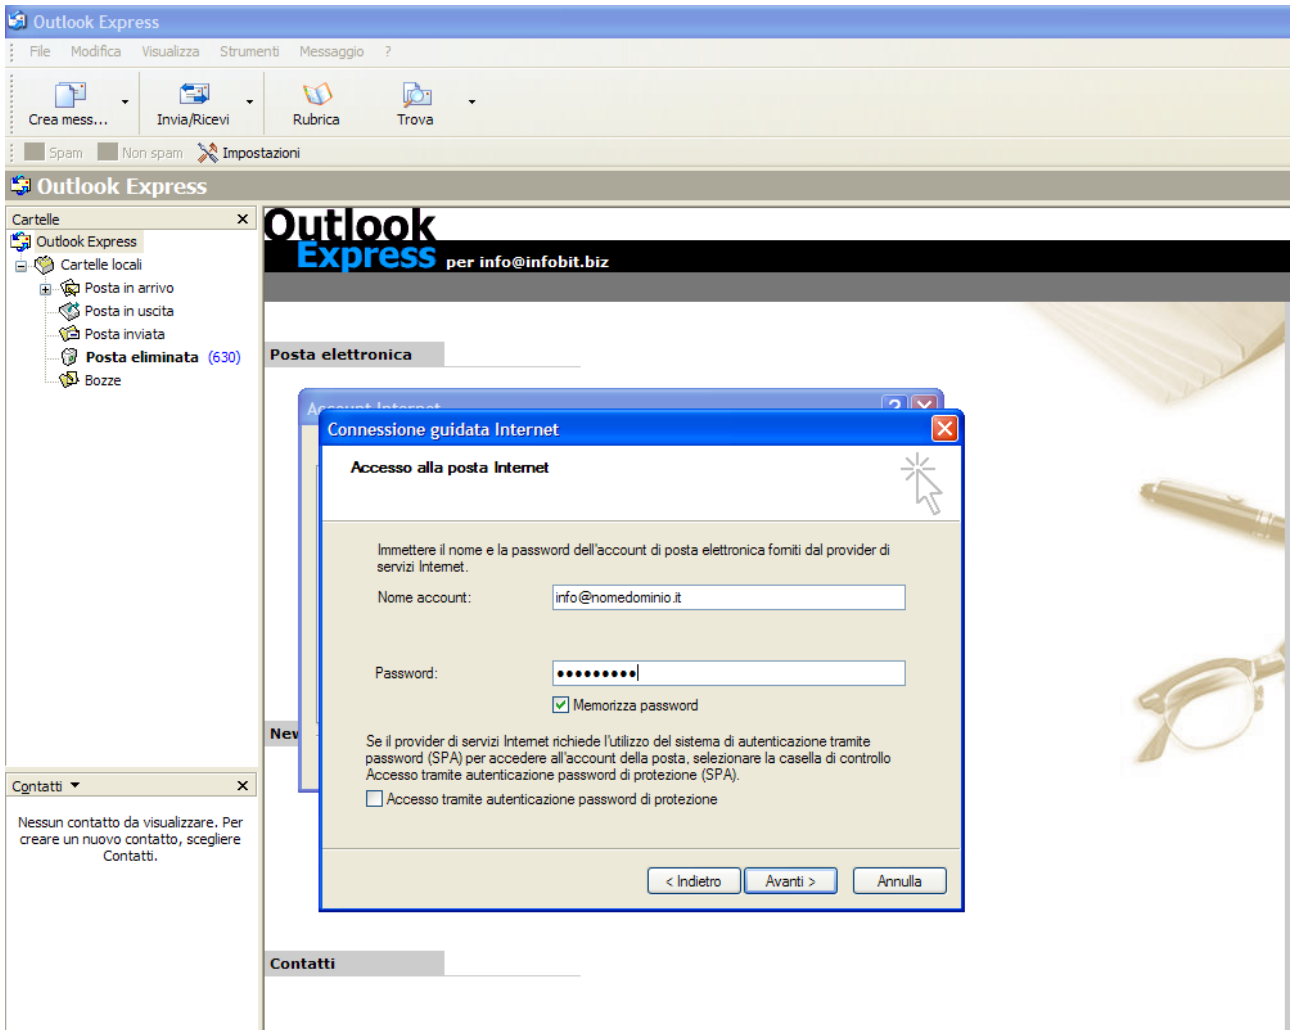 Outlook Express
File Modifica Visualizza Strumenti Messaggio ?
Crea mess... Invia/Ricevi Rubrica Trova
Spam Non spam Impostazioni
Outlook Express
Cartelle
Outlook Express
Cartelle locali
Posta in arrivo
Posta in uscita
Posta inviata
Posta eliminata (630)
Bozze
Contatti
Nessun contatto da visualizzare. Per
creare un nuovo contatto, scegliere
Contatti.
Outlook
Express per info@infobit.biz
Posta elettronica
Account Internet
Connessione guidata Internet
Accesso alla posta Internet
Immettere il nome e la password dell'account di posta elettronica forniti dal provider di
servizi Internet.
Nome account: info@nomedominio.it
Password: •••••••••
Memorizza password
Se il provider di servizi Internet richiede l'utilizzo del sistema di autenticazione tramite
password (SPA) per accedere all'account della posta, selezionare la casella di controllo
Accesso tramite autenticazione password di protezione (SPA).
Accesso tramite autenticazione password di protezione
< Indietro Avanti > Annulla
New
Contatti